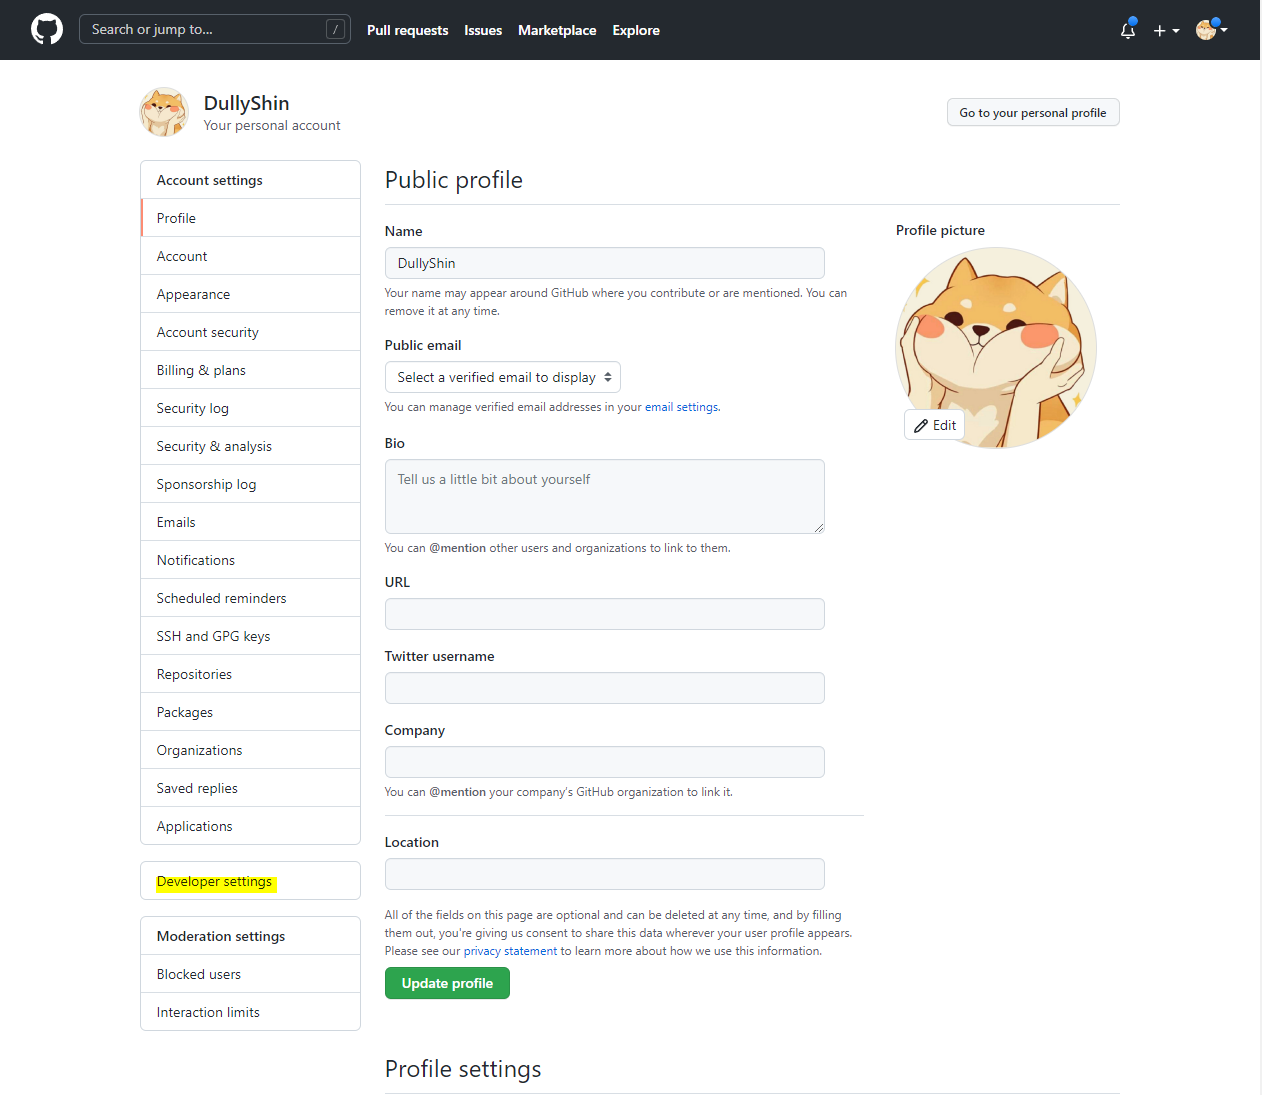 Search or jump to...
/
Pull requests
Issues
Marketplace
Explore
DullyShin
Your personal account
Go to your personal profile
Account settings
Profile
Account
Appearance
Account security
Billing & plans
Security log
Security & analysis
Sponsorship log
Emails
Notifications
Scheduled reminders
SSH and GPG keys
Repositories
Packages
Organizations
Saved replies
Applications
Developer settings
Moderation settings
Blocked users
Interaction limits
Public profile
Name
DullyShin
Your name may appear around GitHub where you contribute or are mentioned. You can
remove it at any time.
Public email
Select a verified email to display
You can manage verified email addresses in your email settings.
Bio
Tell us a little bit about yourself
You can @mention other users and organizations to link to them.
URL
Twitter username
Company
You can @mention your company's GitHub organization to link it.
Location
All of the fields on this page are optional and can be deleted at any time, and by filling
them out, you're giving us consent to share this data wherever your user profile appears.
Please see our privacy statement to learn more about how we use this information.
Update profile
Profile settings
Profile picture
Edit